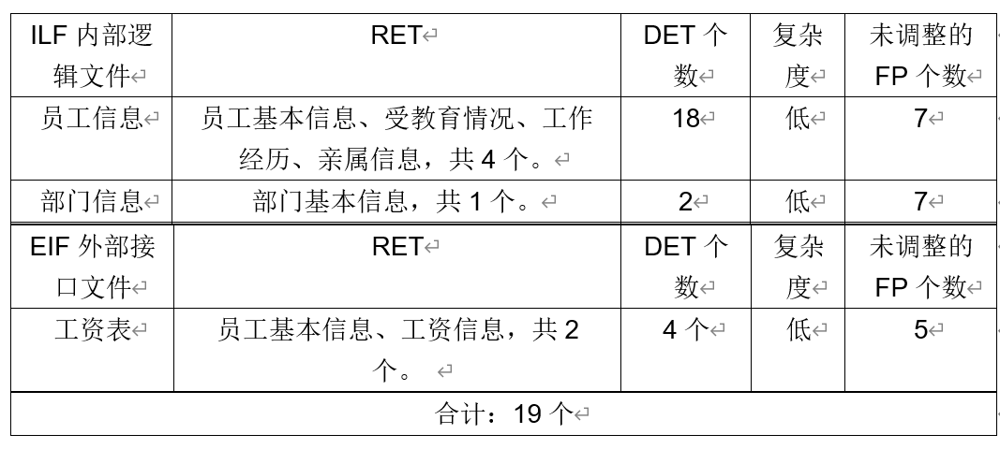 ILF 内部逻
辑文件
RET
DET 个
数
复杂
度
未调整的
FP 个数
员工信息
员工基本信息、受教育情况、工作
经历、亲属信息，共 4 个。
18
低
7
部门信息
部门基本信息，共 1 个。
2
低
7
EIF 外部接
口文件
RET
DET 个
数
复杂
度
未调整的
FP 个数
工资表
员工基本信息、工资信息，共 2
个。
4 个
低
5
合计：19 个